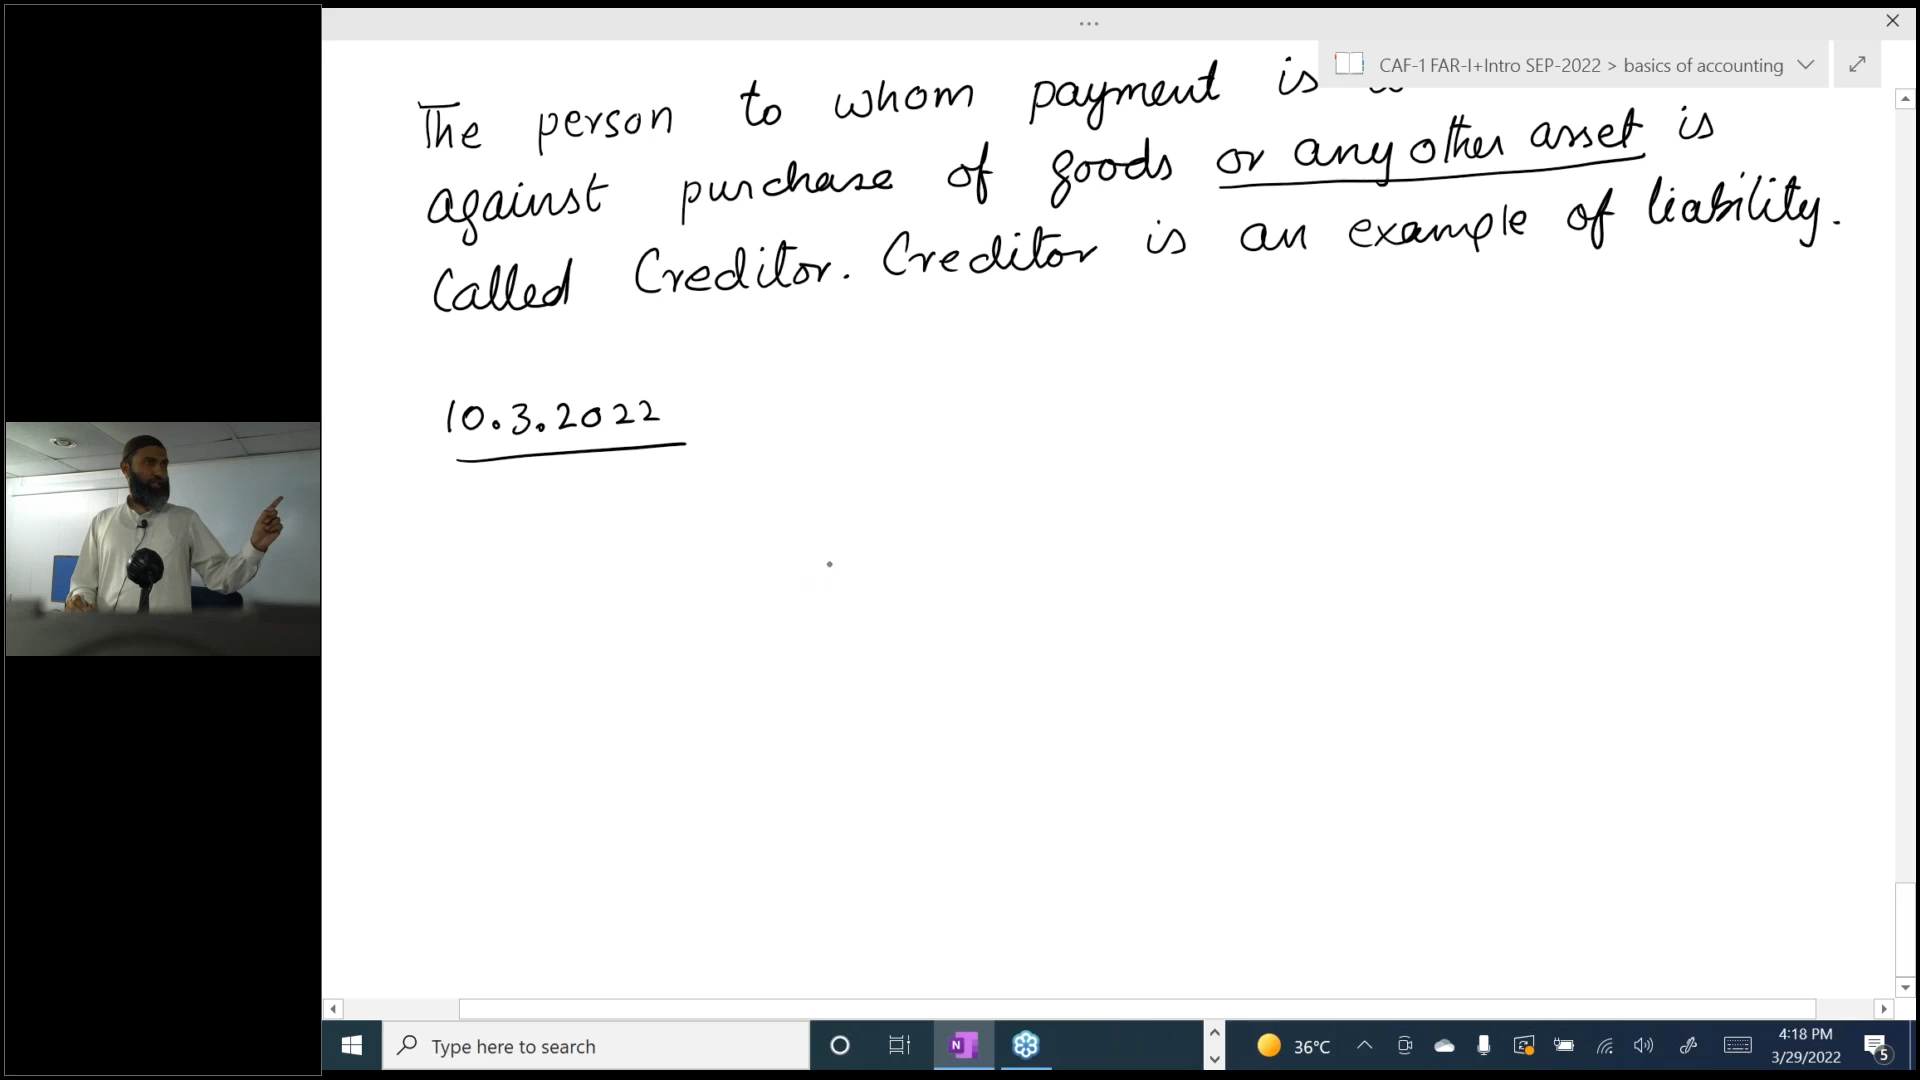 CAF-1 FAR-I+Intro SEP-2022 > basics of accounting
The person to whom payment is
against purchase of goods or any other asset is
called Creditor. Creditor is an example of liability.
10.3.2022
Type here to search
N
36°C
4:18 PM
3/29/2022
5